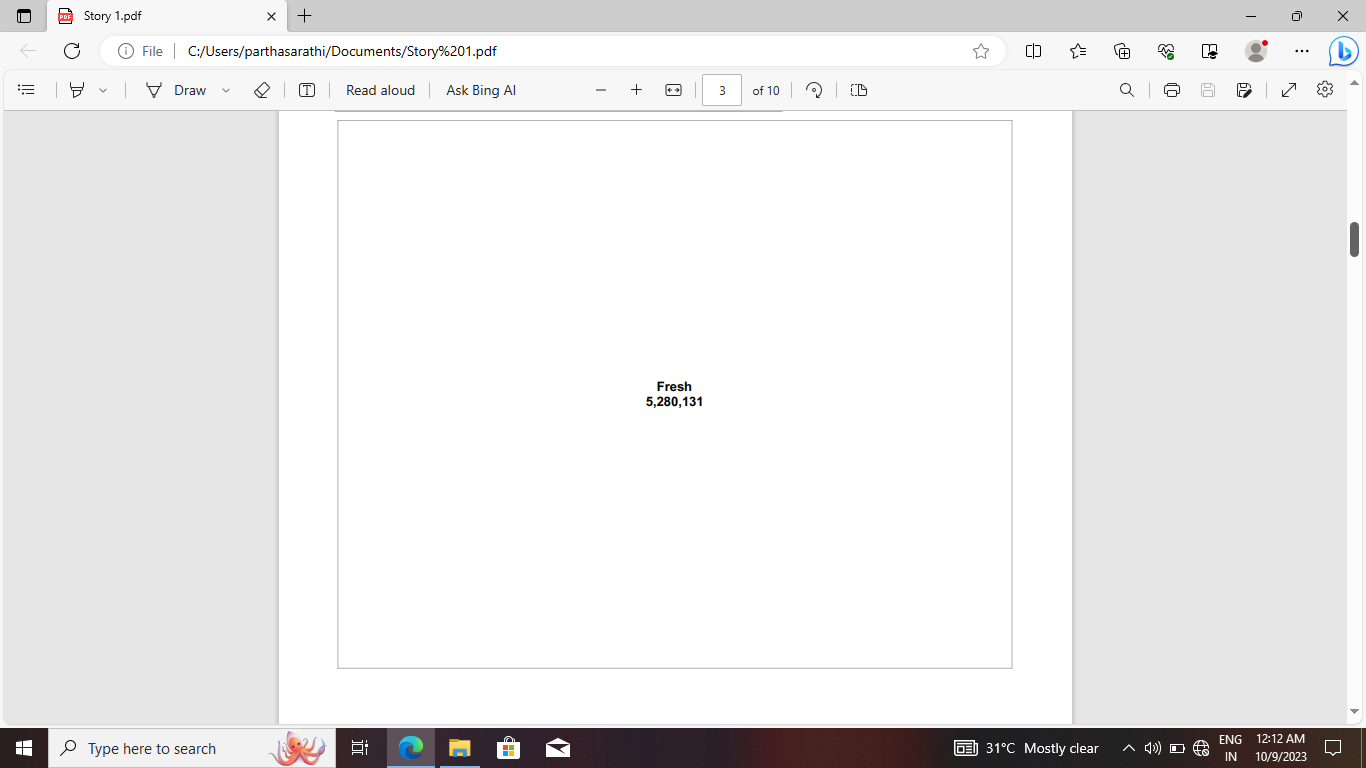 Story 1.pdf
File
C:/Users/parthasarathi/Documents/Story%201.pdf
Draw
Read aloud
Ask Bing AI
3
of 10
Fresh
5,280,131
Type here to search
31°C Mostly clear
ENG
IN
12:12 AM
10/9/2023